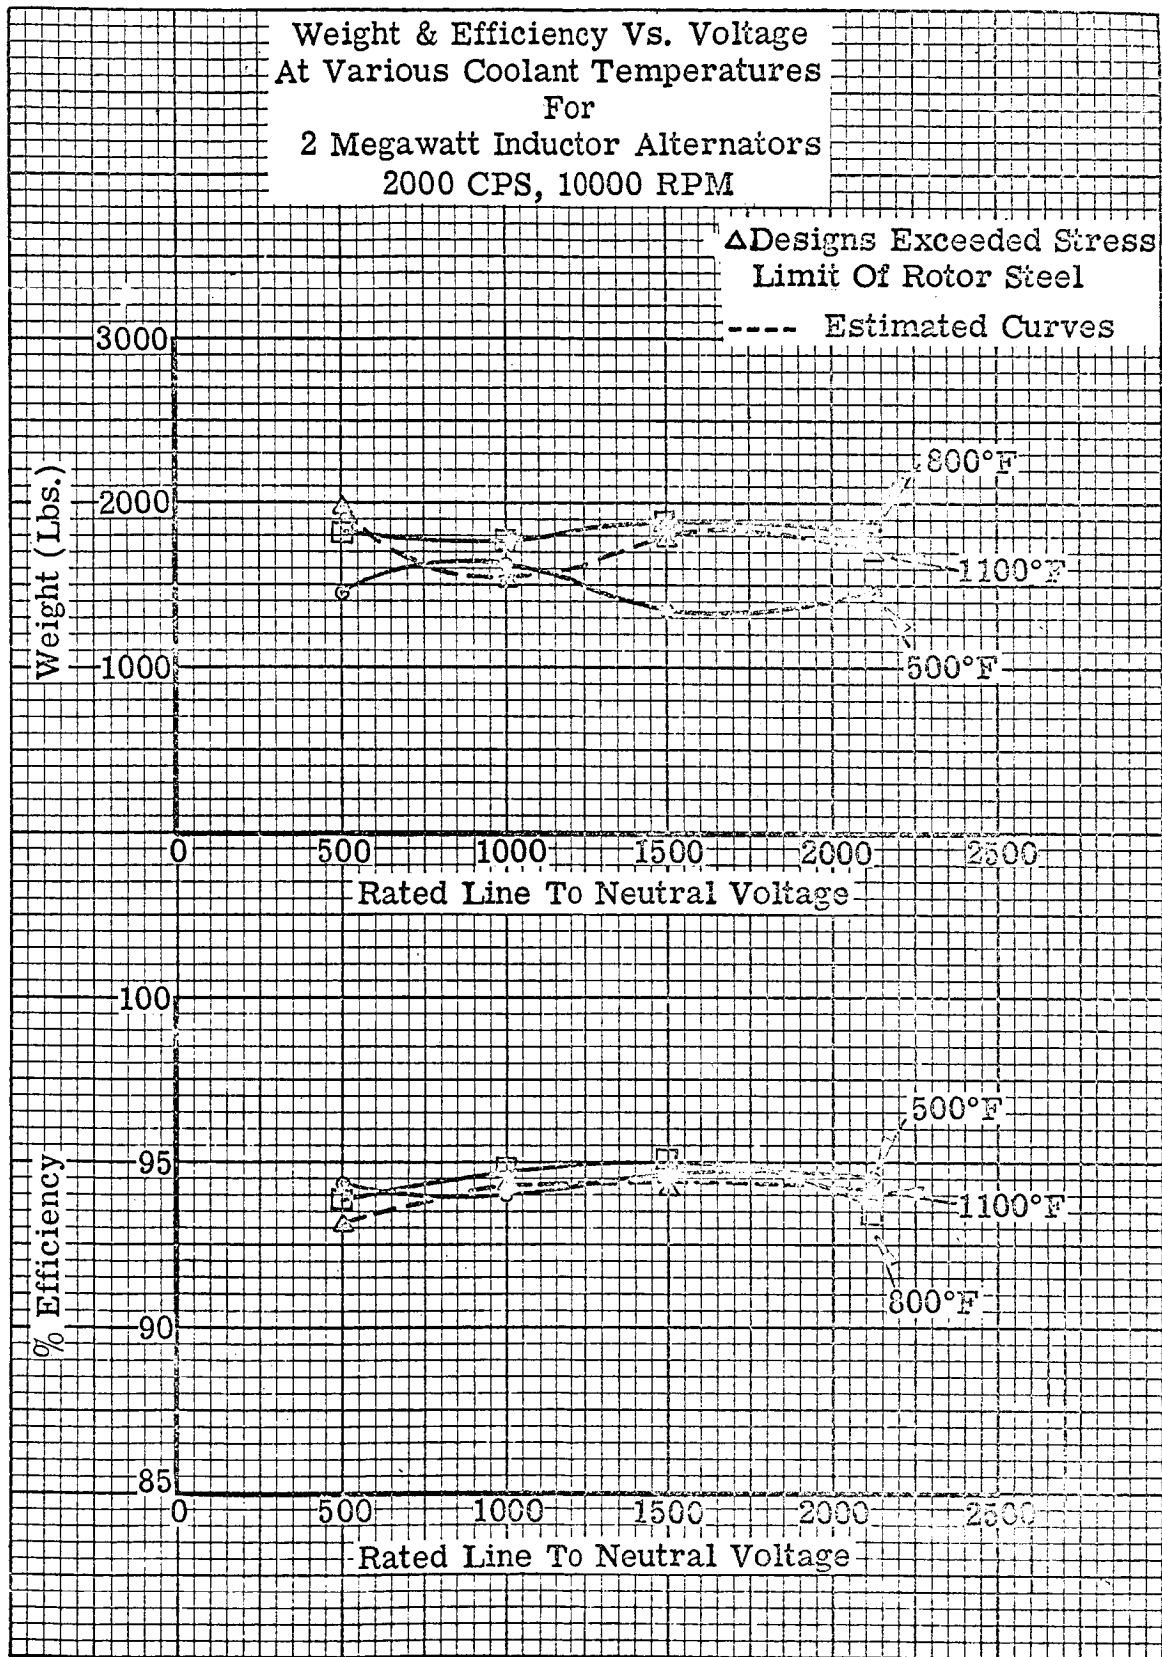 Weight & Efficiency Vs. Voltage
At Various Coolant Temperatures
For
2 Megawatt Inductor Alternators
2000 CPS, 10000 RPM
△Designs Exceeded Stress
Limit Of Rotor Steel
---- Estimated Curves
3000
2000
1000
Weight (Lbs.)
800°F
1100°F
500°F
0 500 1000 1500 2000 2500
Rated Line To Neutral Voltage
100
95
90
85
% Efficiency
500°F
1100°F
800°F
0 500 1000 1500 2000 2500
Rated Line To Neutral Voltage